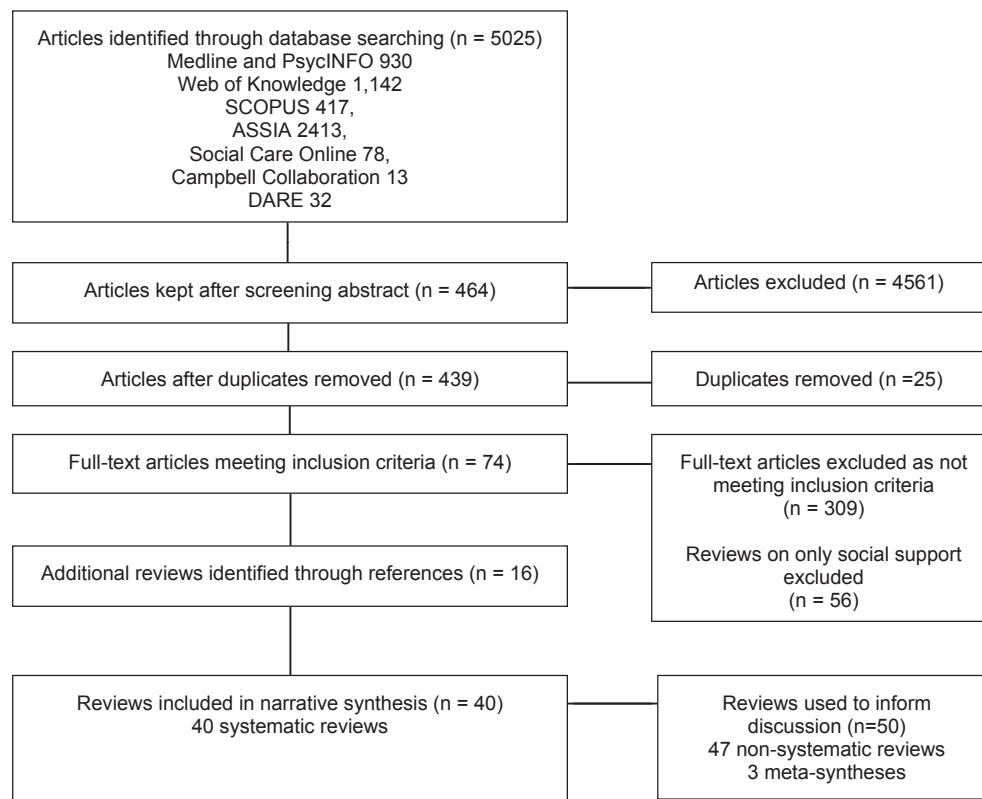 Articles identified through database searching (n = 5025)
Medline and PsycINFO 930
Web of Knowledge 1,142
SCOPUS 417,
ASSIA 2413,
Social Care Online 78,
Campbell Collaboration 13
DARE 32
Articles kept after screening abstract (n = 464)
Articles excluded (n = 4561)
Articles after duplicates removed (n = 439)
Duplicates removed (n =25)
Full-text articles meeting inclusion criteria (n = 74)
Full-text articles excluded as not
meeting inclusion criteria
(n = 309)
Reviews on only social support
excluded
(n = 56)
Additional reviews identified through references (n = 16)
Reviews included in narrative synthesis (n = 40)
40 systematic reviews
Reviews used to inform
discussion (n=50)
47 non-systematic reviews
3 meta-syntheses